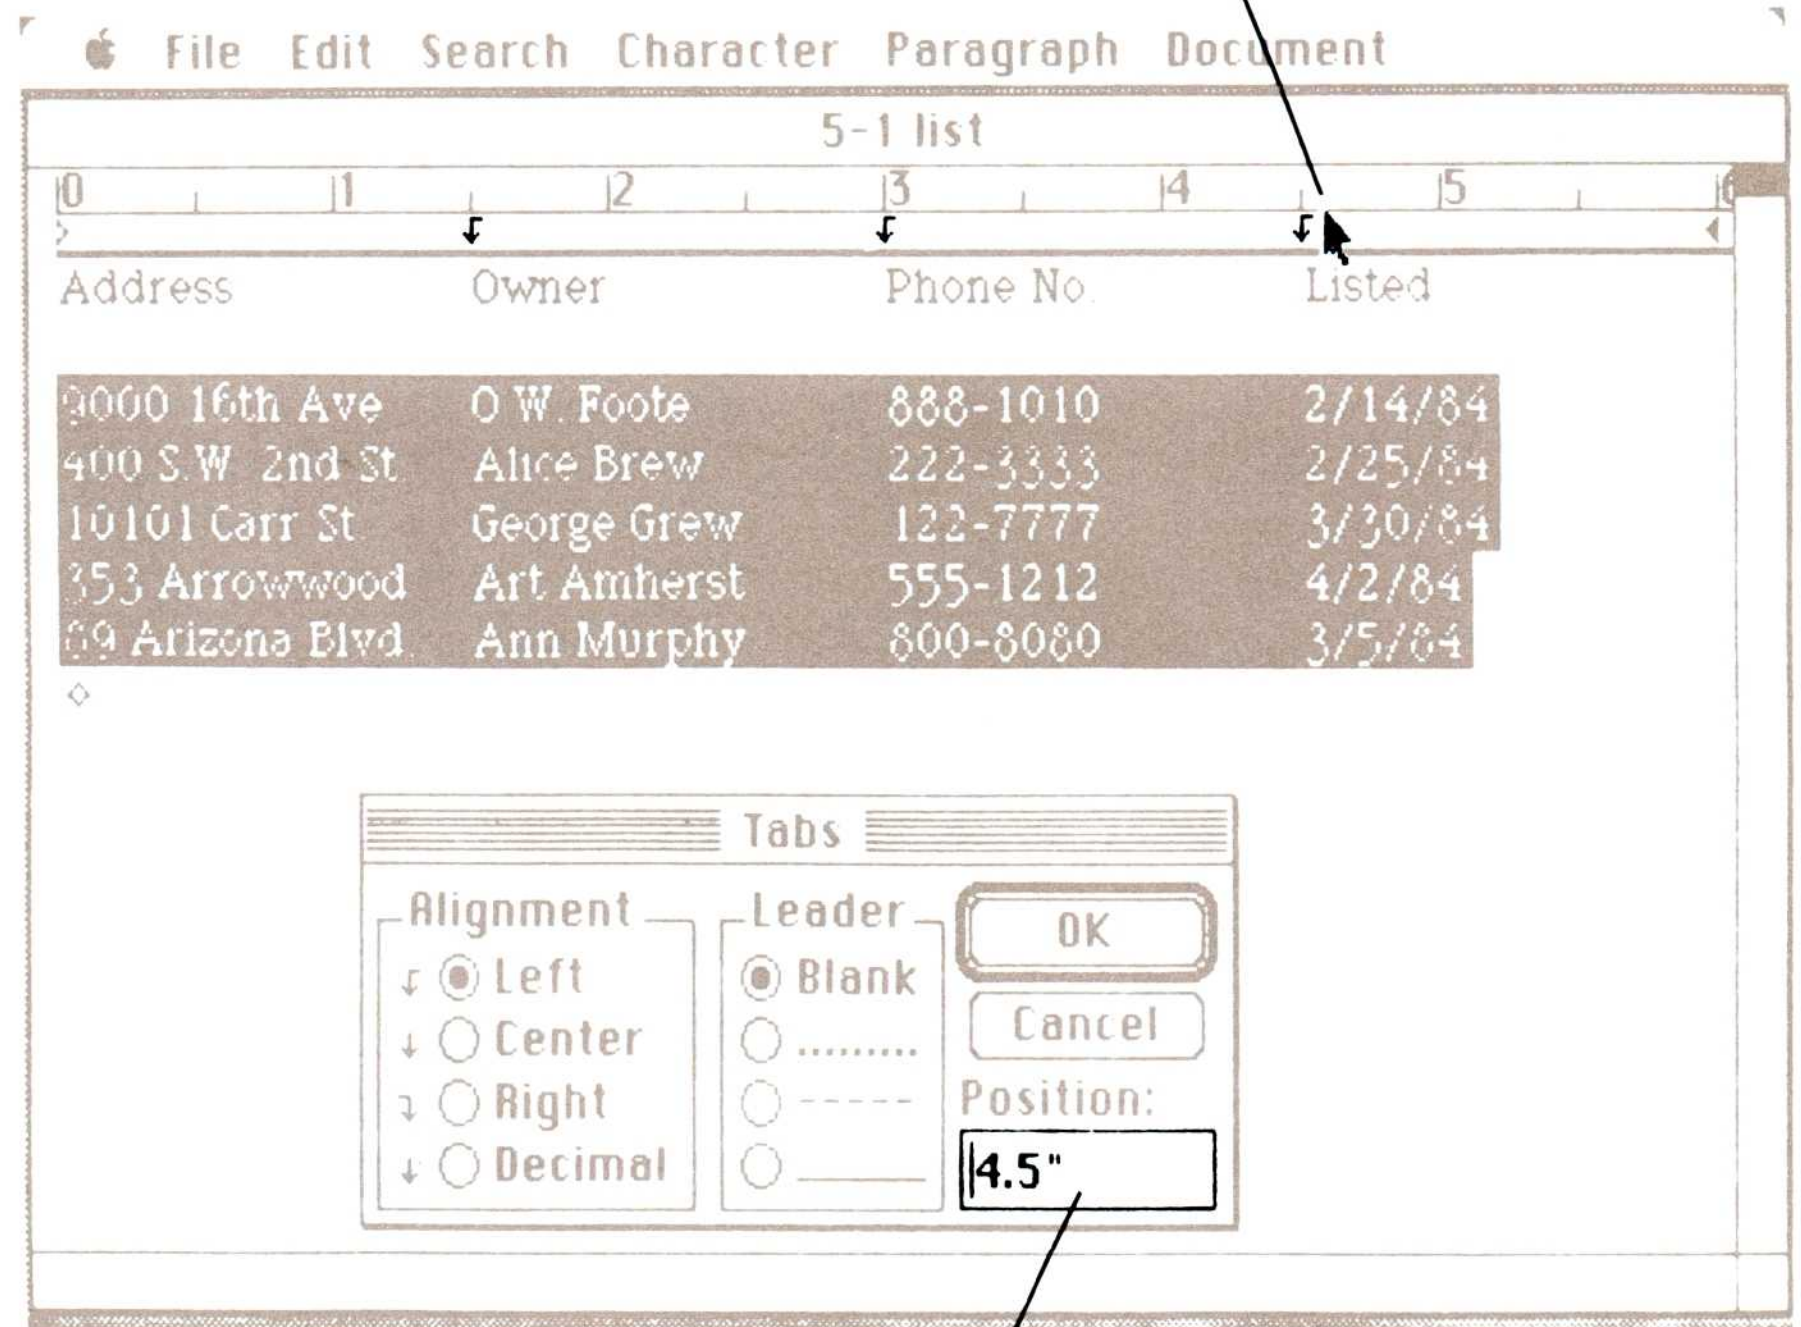 File Edit Search Character Paragraph Document
5-1 list
0 1 2 3 4 5 6
Address Owner Phone No. Listed
9000 16th Ave O.W. Foote 888-1010 2/14/84
400 S.W. 2nd St. Alice Brew 222-3333 2/25/84
10101 Carr St. George Grew 122-7777 3/30/84
353 Arrowwood Art Amherst 555-1212 4/2/84
69 Arizona Blvd. Ann Murphy 800-8080 3/5/84
Tabs
Alignment Leader OK
Left Blank
Center Cancel
Right Position:
Decimal 4.5"